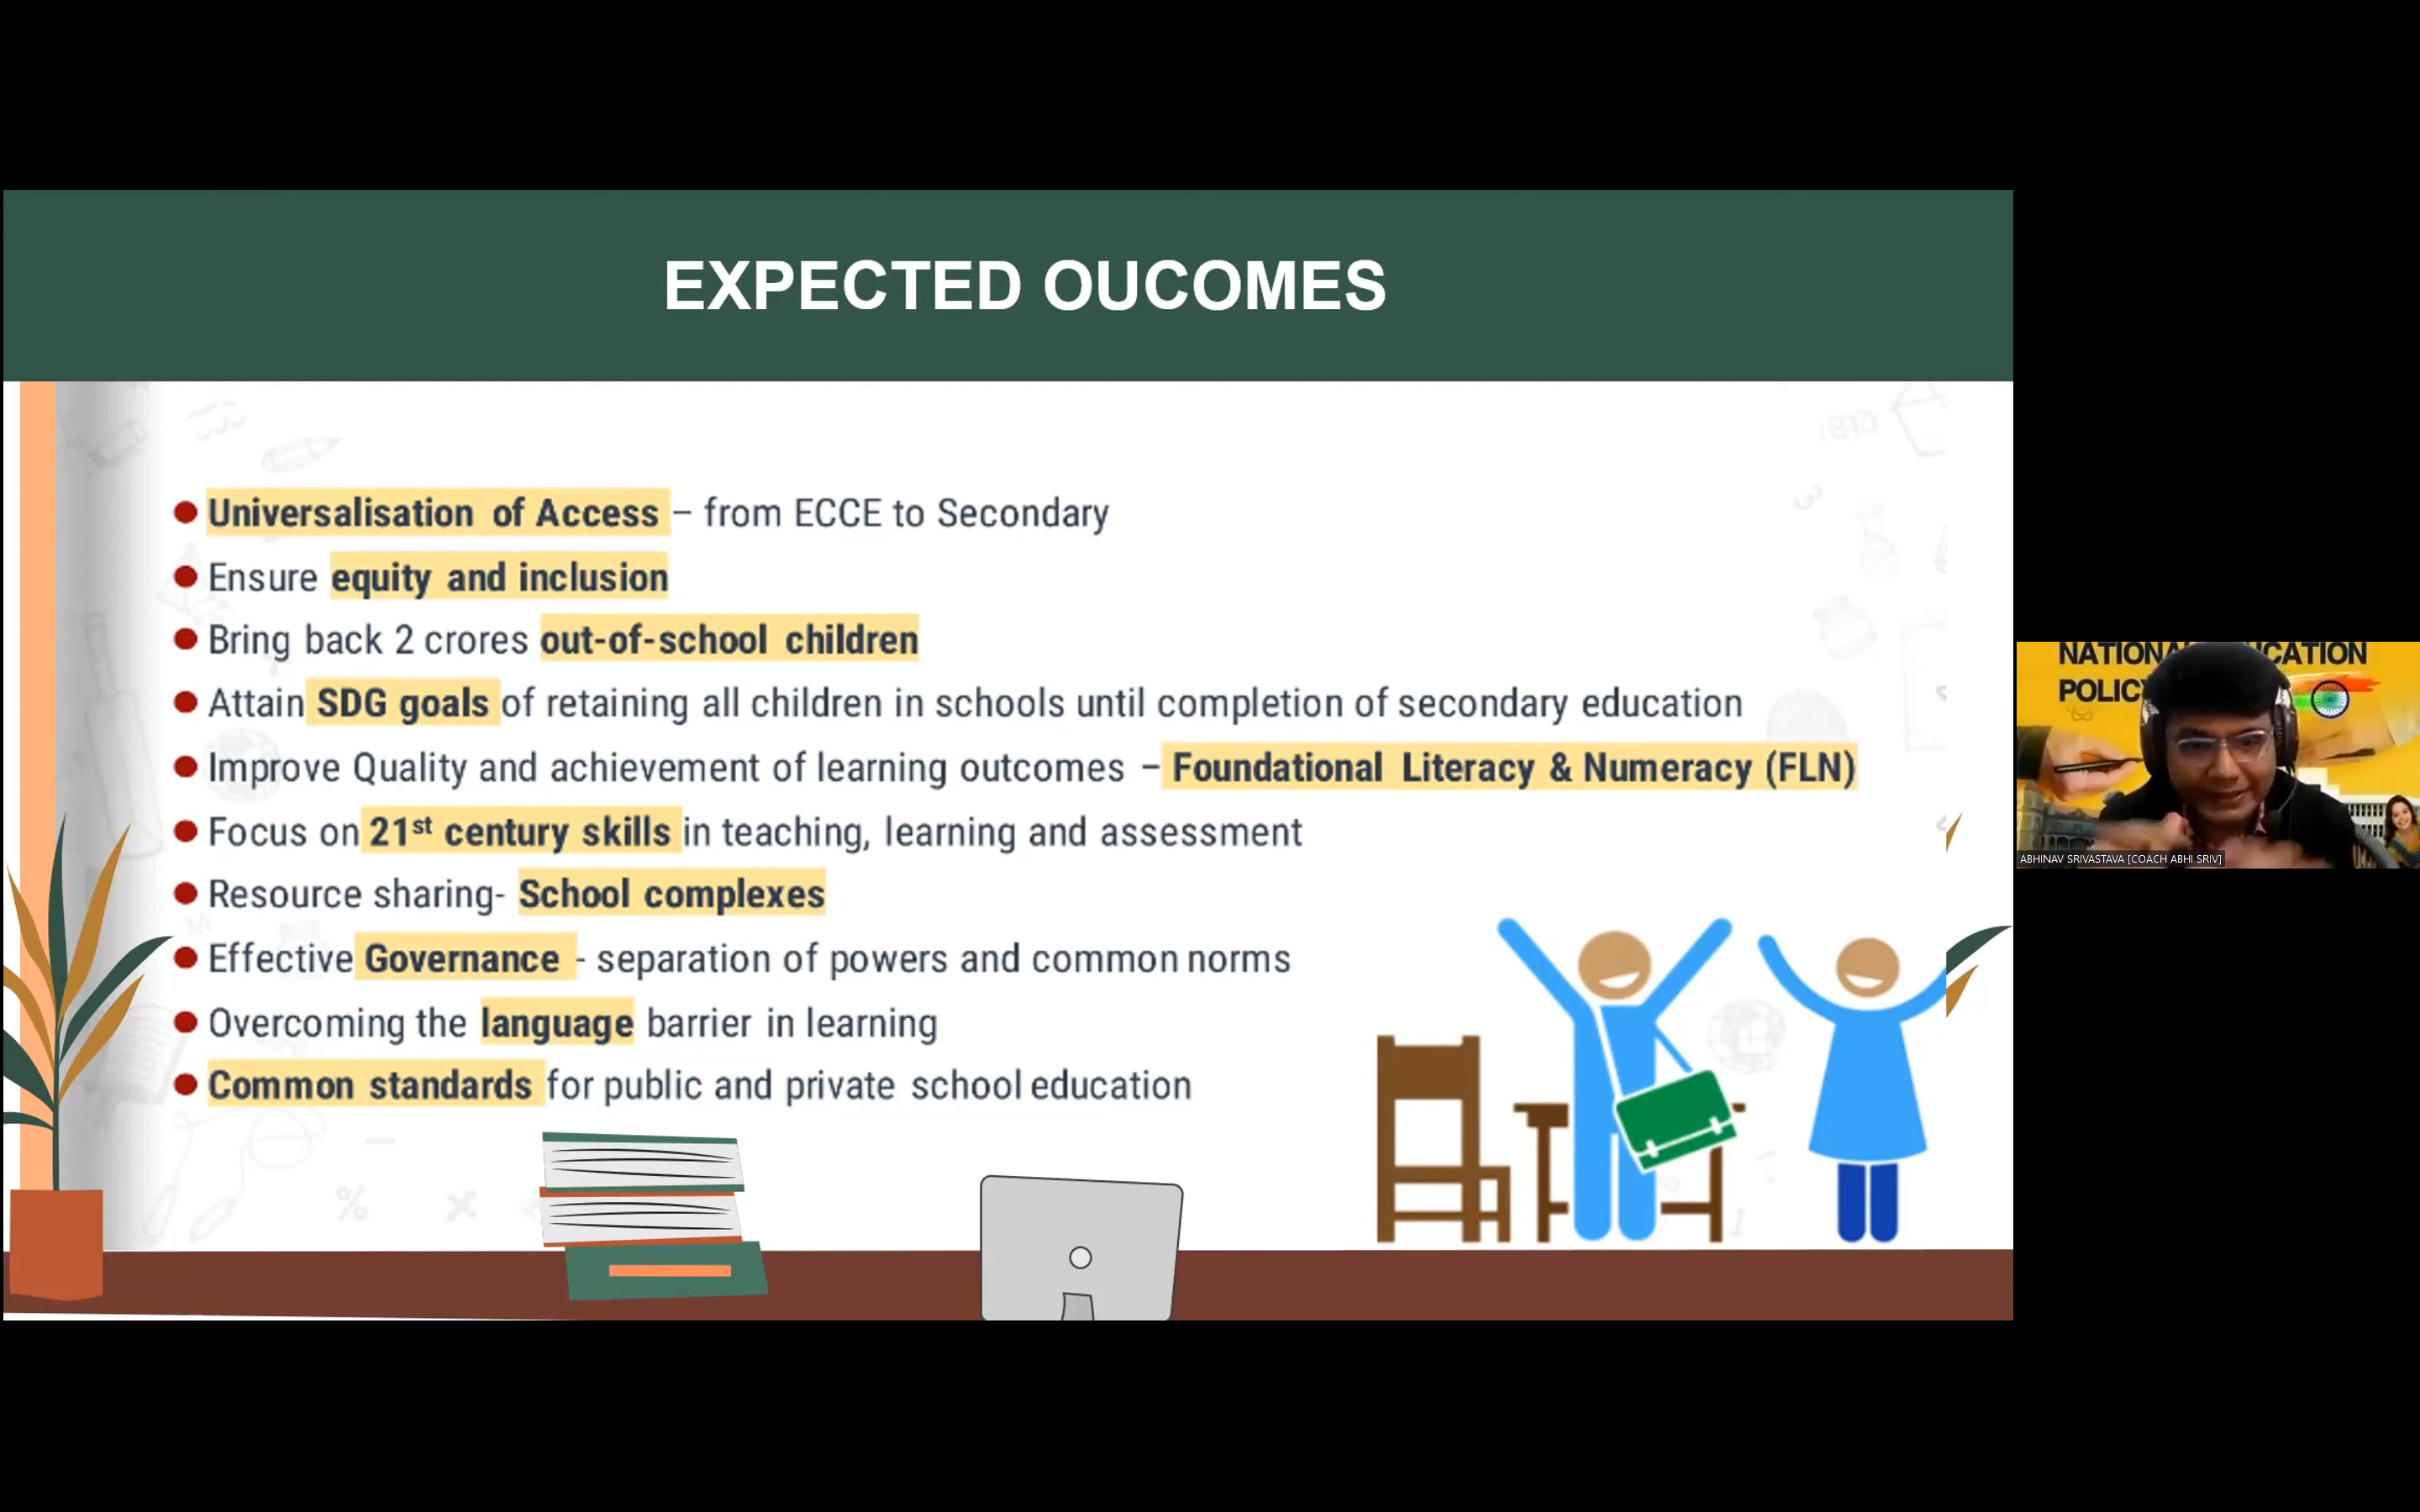 EXPECTED OUCOMES
Universalisation of Access – from ECCE to Secondary
Ensure equity and inclusion
Bring back 2 crores out-of-school children
Attain SDG goals of retaining all children in schools until completion of secondary education
Improve Quality and achievement of learning outcomes – Foundational Literacy & Numeracy (FLN)
Focus on 21st century skills in teaching, learning and assessment
Resource sharing- School complexes
Effective Governance - separation of powers and common norms
Overcoming the language barrier in learning
Common standards for public and private school education
POLICY
ABHINAV SRIVASTAVA [COACH ABHI SRIV]